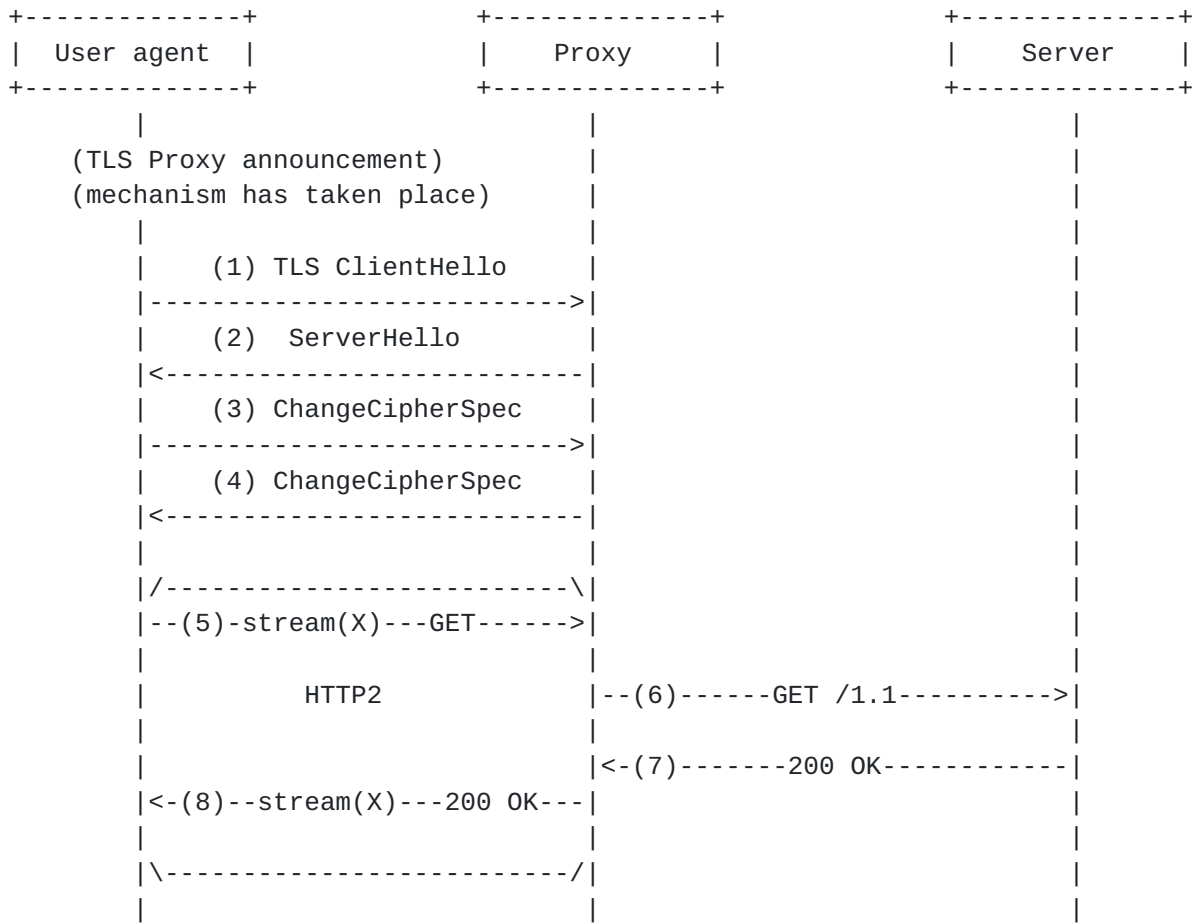 User agent Proxy Server
(TLS Proxy announcement)
(mechanism has taken place)
(1) TLS ClientHello
(2) ServerHello
(3) ChangeCipherSpec
(4) ChangeCipherSpec
(5)-stream(X)---GET
HTTP2 (6)------GET /1.1
(7)-------200 OK
(8)--stream(X)---200 OK